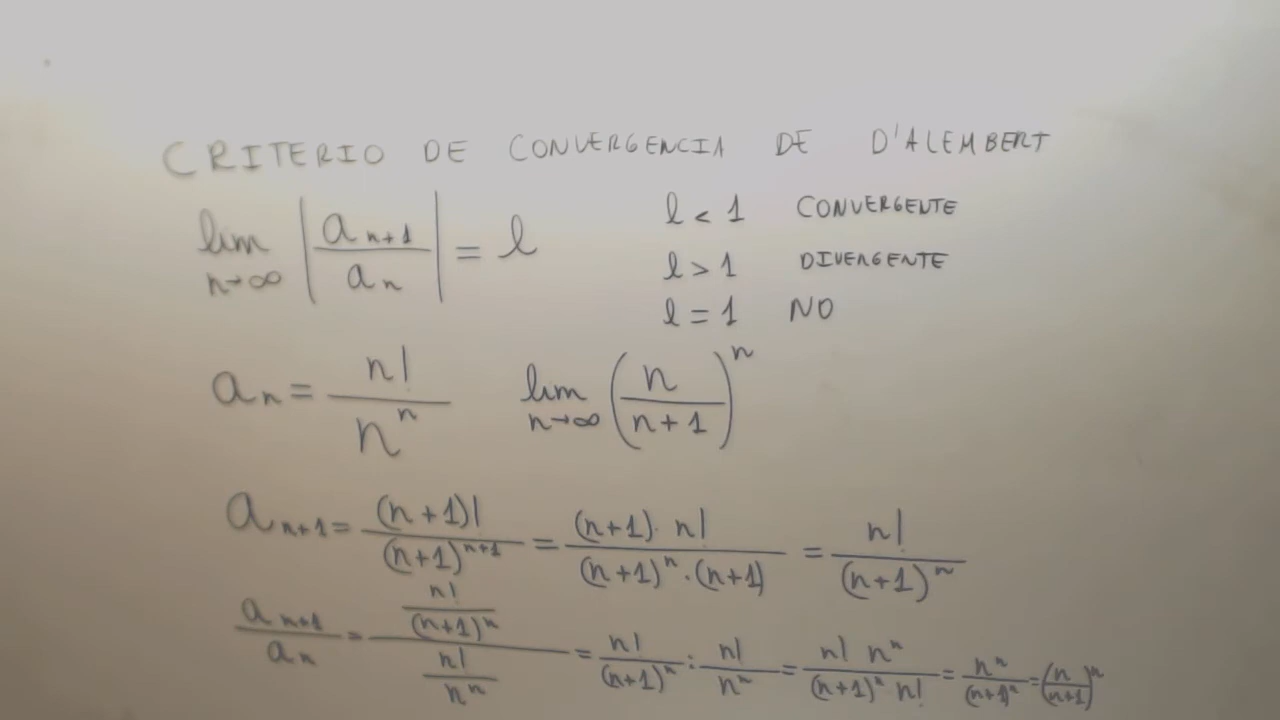 CRITERIO DE CONVERGENCIA DE D'ALEMBERT
lim n→∞ |a_{n+1} / a_n| = l
l < 1 CONVERGENTE
l > 1 DIVERGENTE
l = 1 NO
a_n = n! / n^n
lim n→∞ (n / (n+1))^n
a_{n+1} = (n+1)! / (n+1)^{n+1} = (n+1) · n! / (n+1)^n · (n+1) = n! / (n+1)^n
a_{n+1} / a_n = (n! / (n+1)^n) / (n! / n^n) = n! / (n+1)^n : n! / n^n = n! n^n / (n+1)^n n! = n^n / (n+1)^n = (n / n+1)^n